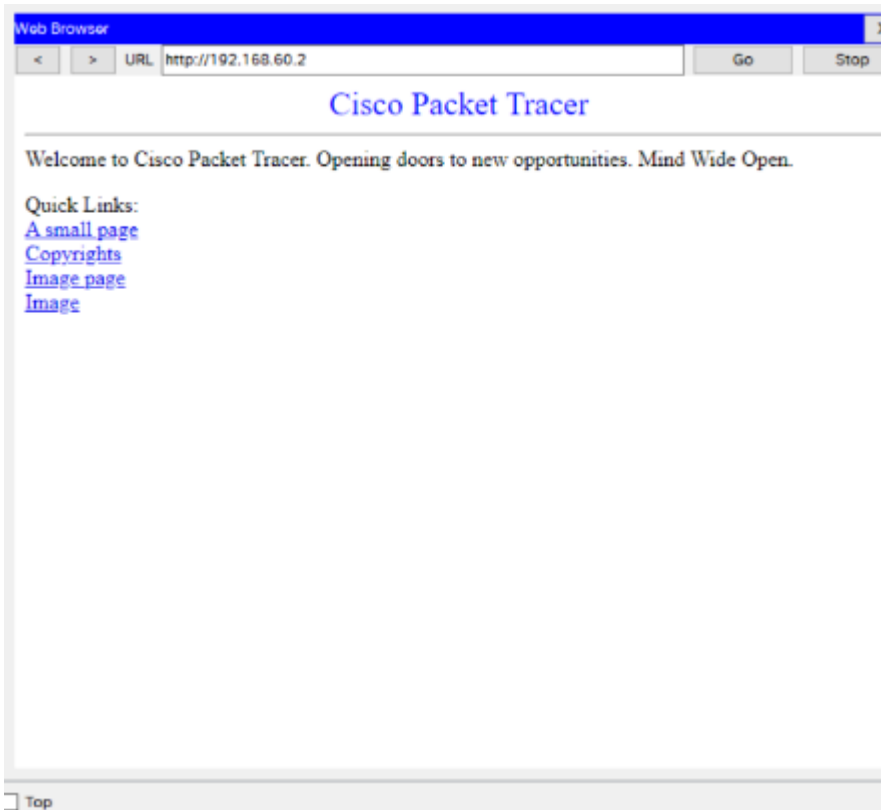 Web Browser X
< > URL http://192.168.60.2 Go Stop
Cisco Packet Tracer
Welcome to Cisco Packet Tracer. Opening doors to new opportunities. Mind Wide Open.
Quick Links:
A small page
Copyrights
Image page
Image
Top